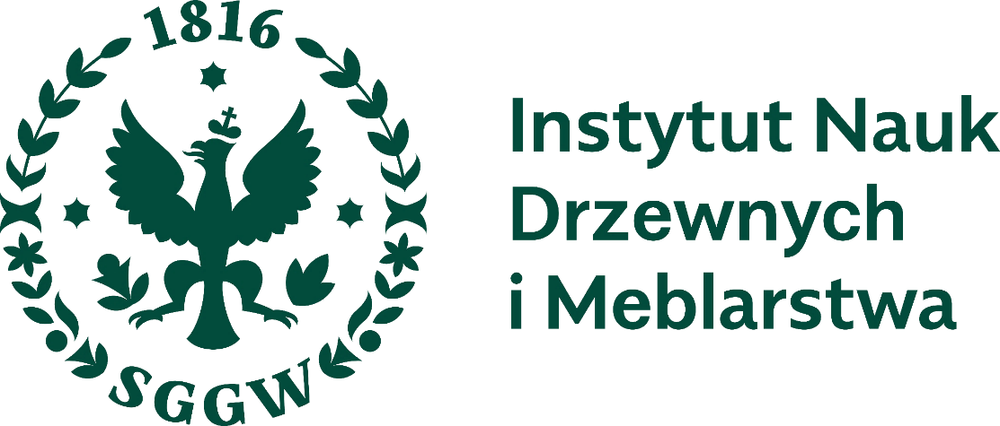 1816
SGGW
Instytut Nauk
Drzewnych
i Meblarstwa